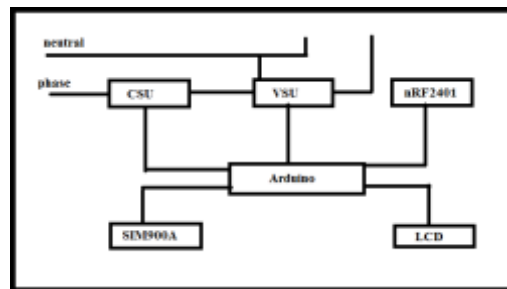 neutral
phase
CSU
VSU
nRF2401
Arduino
SIM900A
LCD